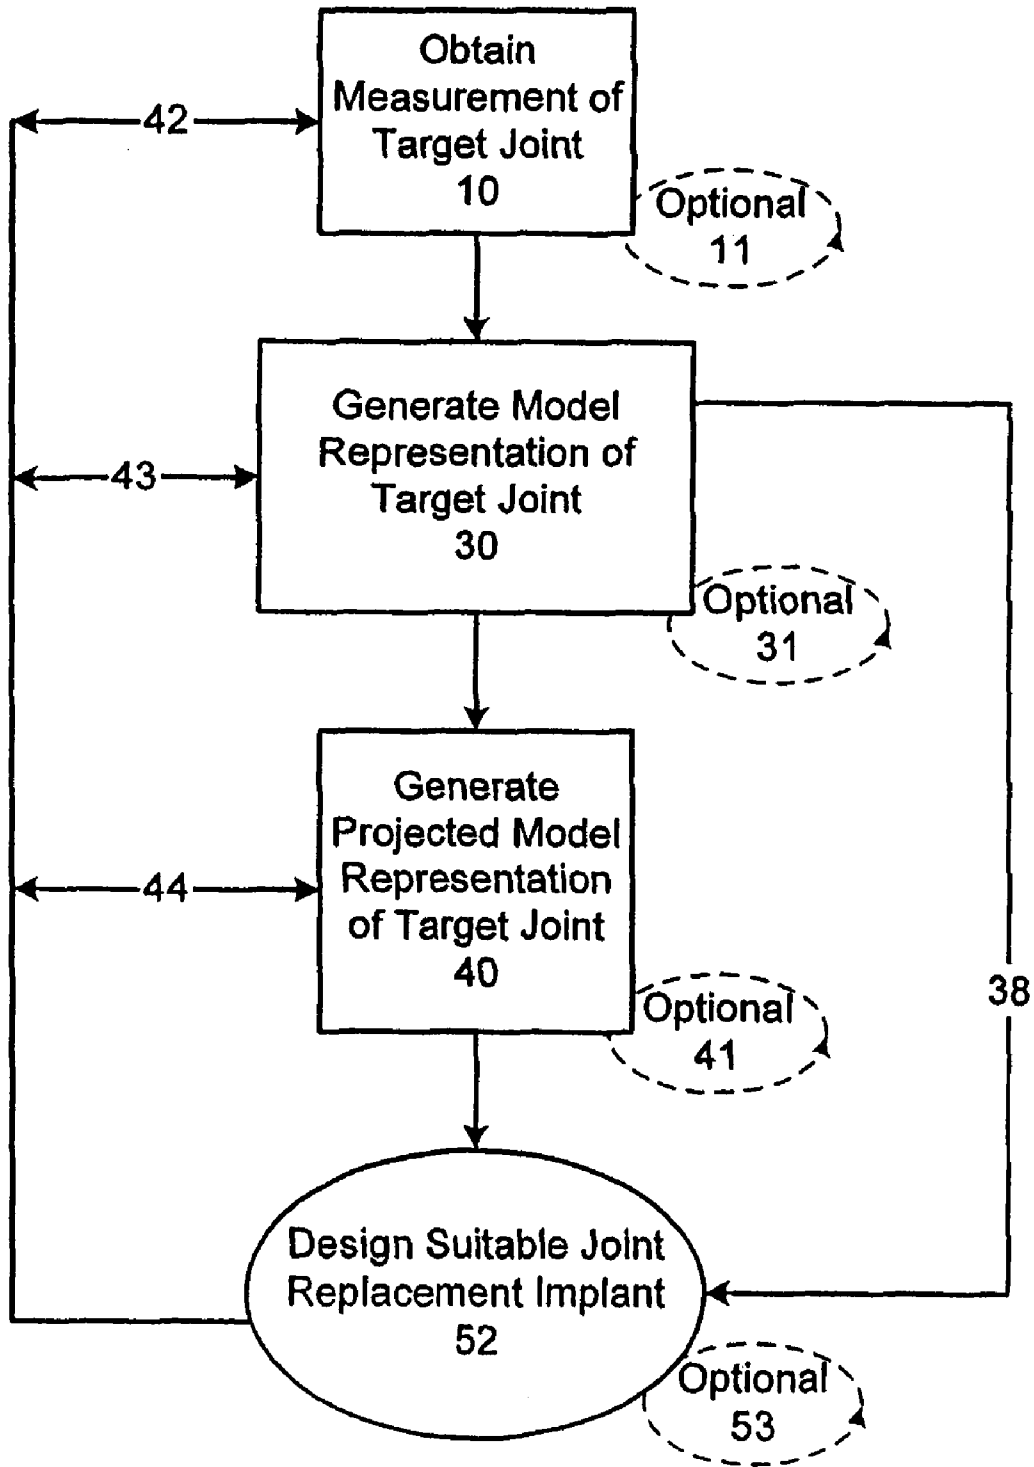 Obtain
Measurement of
Target Joint
10
42
Optional
11
Generate Model
Representation of
Target Joint
30
43
Optional
31
Generate
Projected Model
Representation
of Target Joint
40
44
38
Optional
41
Design Suitable Joint
Replacement Implant
52
Optional
53